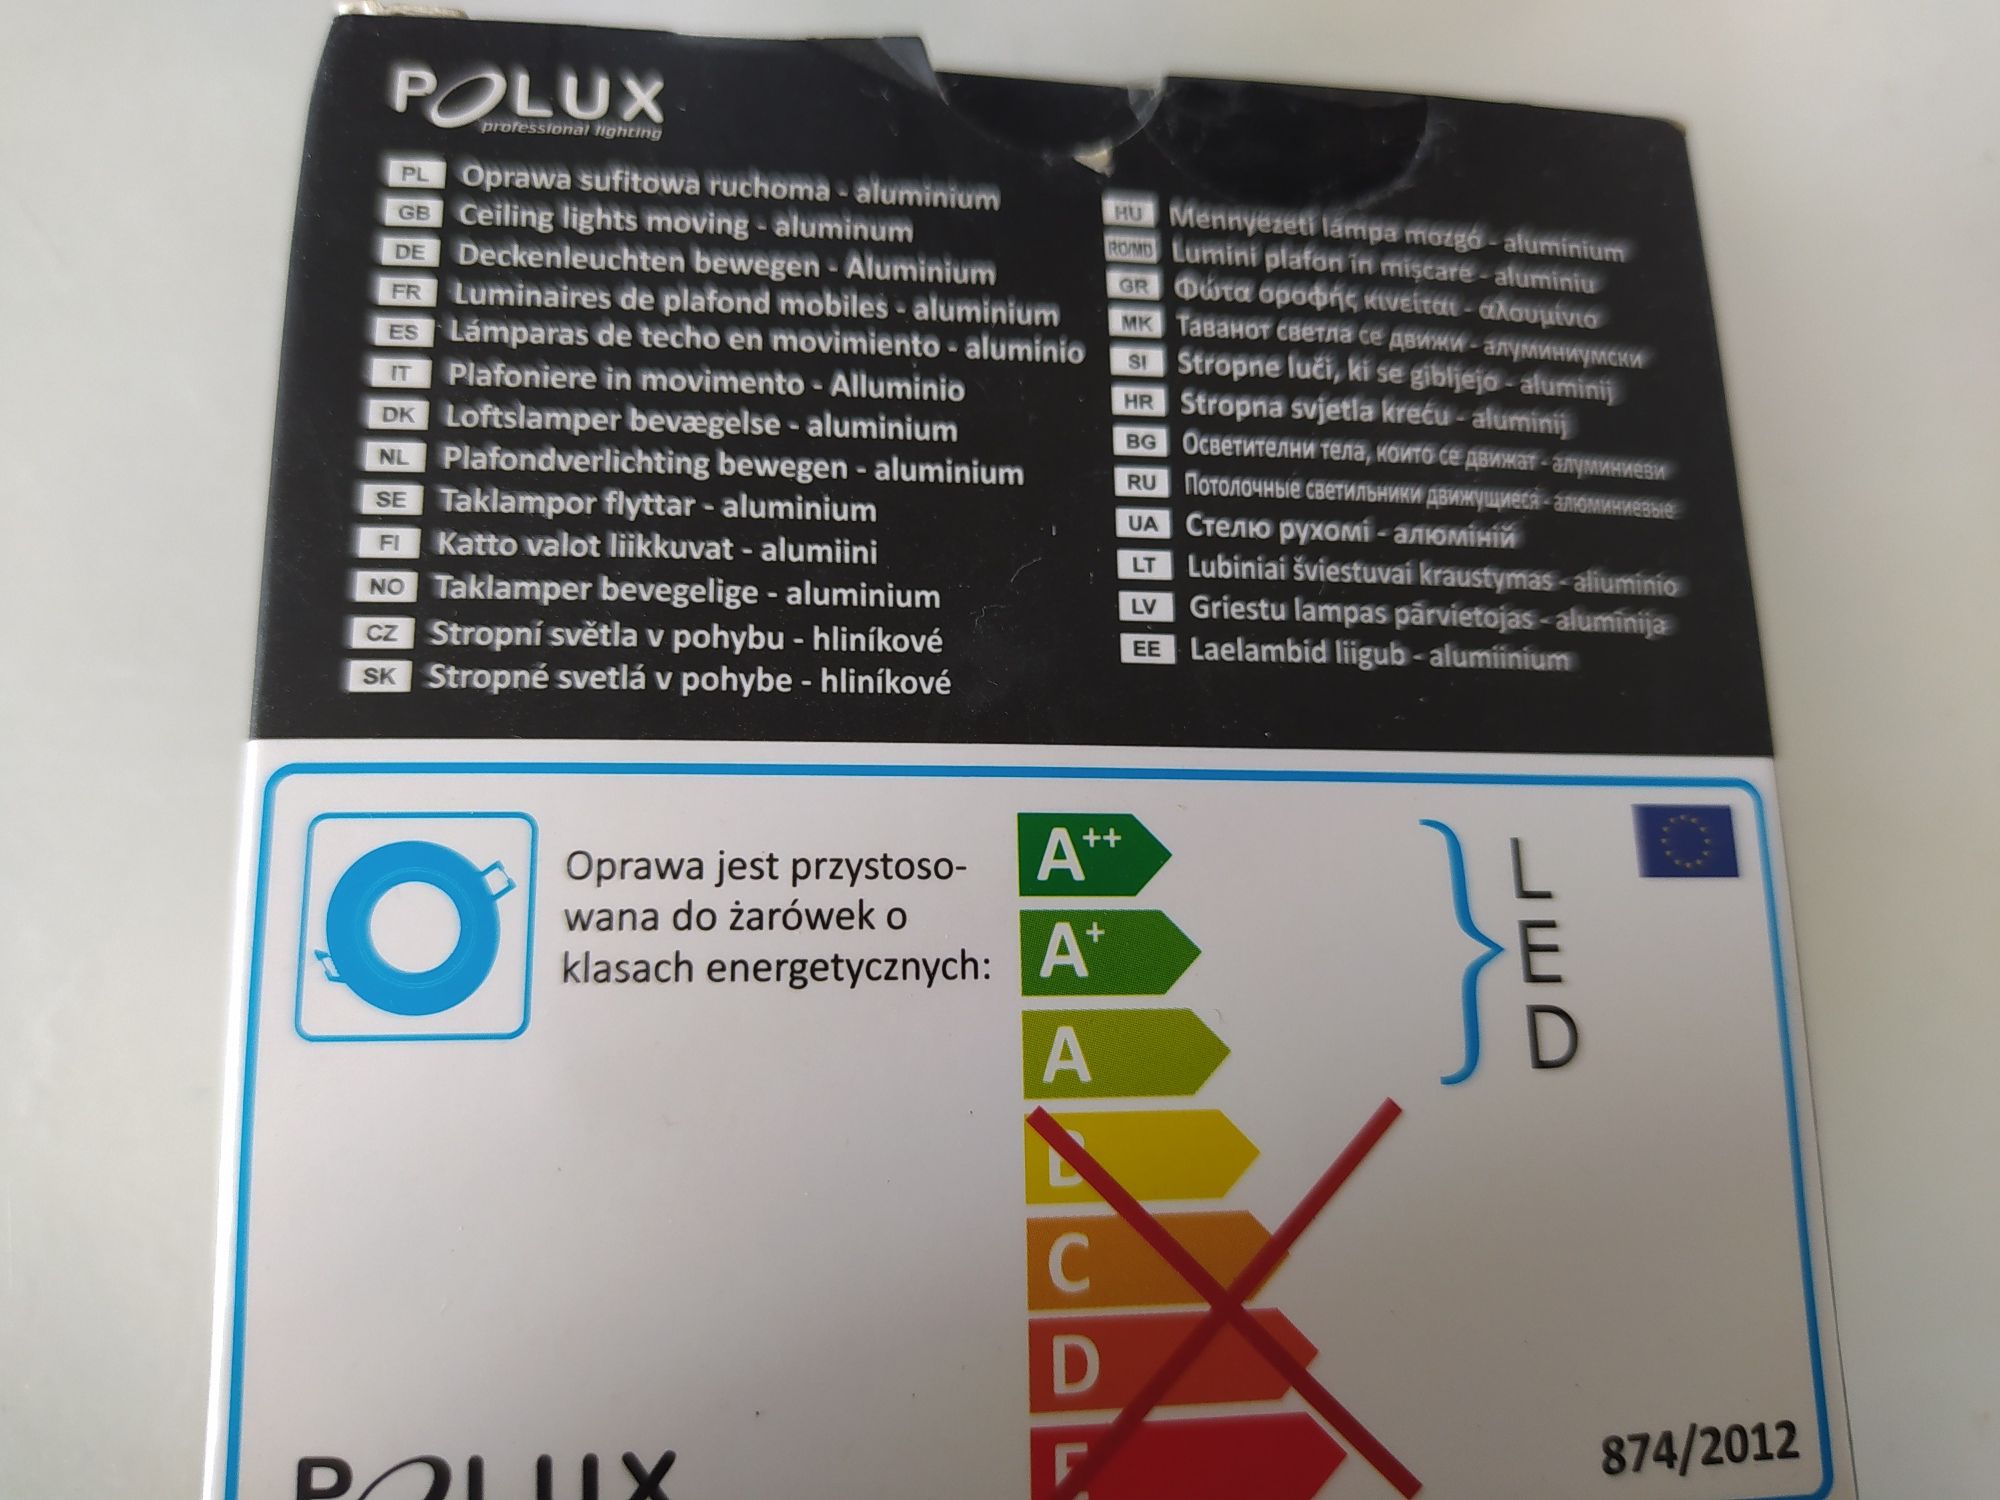 POLUX
professional lighting
PL Oprawa sufitowa ruchoma - aluminium
GB Ceiling lights moving - aluminum
DE Deckenleuchten bewegen - Aluminium
FR Luminaires de plafond mobiles - aluminium
ES Lámparas de techo en movimiento - aluminio
IT Plafoniere in movimento - Alluminio
DK Loftslamper bevægelse - aluminium
NL Plafondverlichting bewegen - aluminium
SE Taklampor flyttar - aluminium
FI Katto valot liikkuvat - alumiini
NO Taklamper bevegelige - aluminium
CZ Stropní světla v pohybu - hliníkové
SK Stropné svetlá v pohybe - hliníkové
HU Mennyezeti lámpa mozgó - alumínium
RO/MD Lumini plafon în mișcare - aluminiu
GR Φώτα οροφής κινείται - αλουμίνιο
MK Таванот светла се движи - алуминиумски
SI Stropne luči, ki se gibljejo - aluminij
HR Stropna svjetla kreću - aluminij
BG Осветителни тела, които се движат - алуминиеви
RU Потолочные светильники движущиеся - алюминиевые
UA Стелю рухомі - алюміній
LT Lubiniai šviestuvai kraustymas - aliuminio
LV Griestu lampas pārvietojas - alumīnija
EE Laelambid liigub - alumiinium
Oprawa jest przystoso-
wana do żarówek o
klasach energetycznych:
A++
A+
A
B
C
D
E
LED
874/2012
POLUX